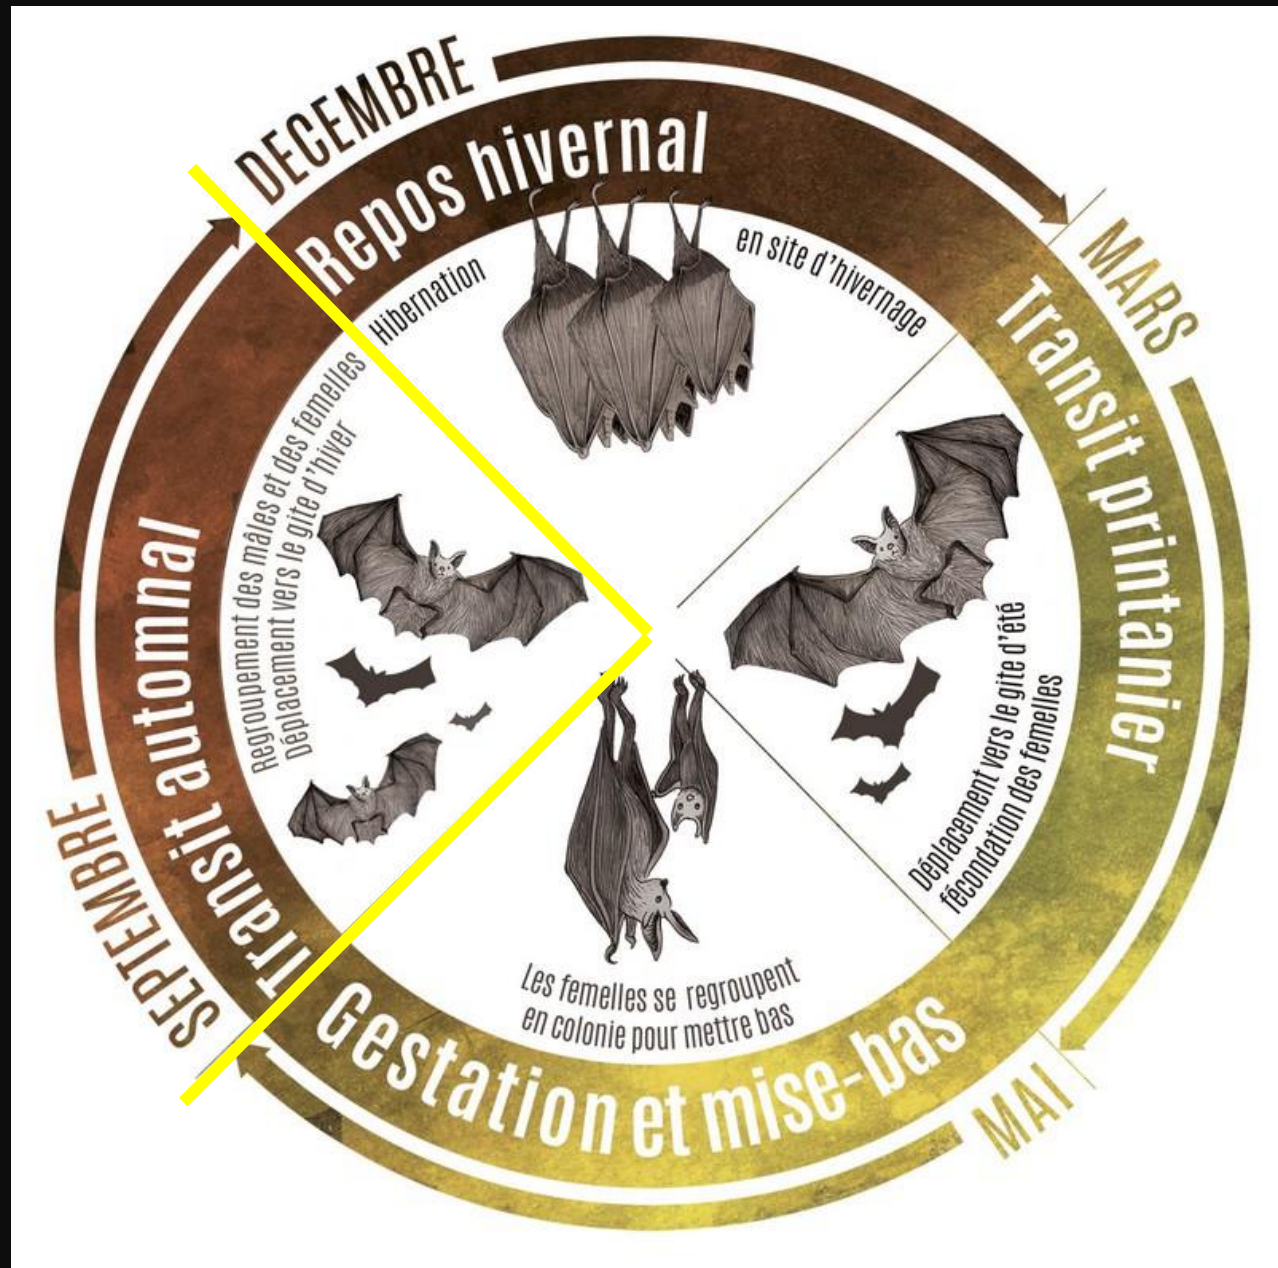 DECEMBRE
Repos hivernal
Hibernation
en site d'hivernage
MARS
Transit printanier
Déplacement vers le gite d'été
fécondation des femelles
MAI
Gestation et mise-bas
Les femelles se regroupent
en colonie pour mettre bas
SEPTEMBRE
Transit automnal
Regroupement des mâles et des femelles
Déplacement vers le gite d'hiver